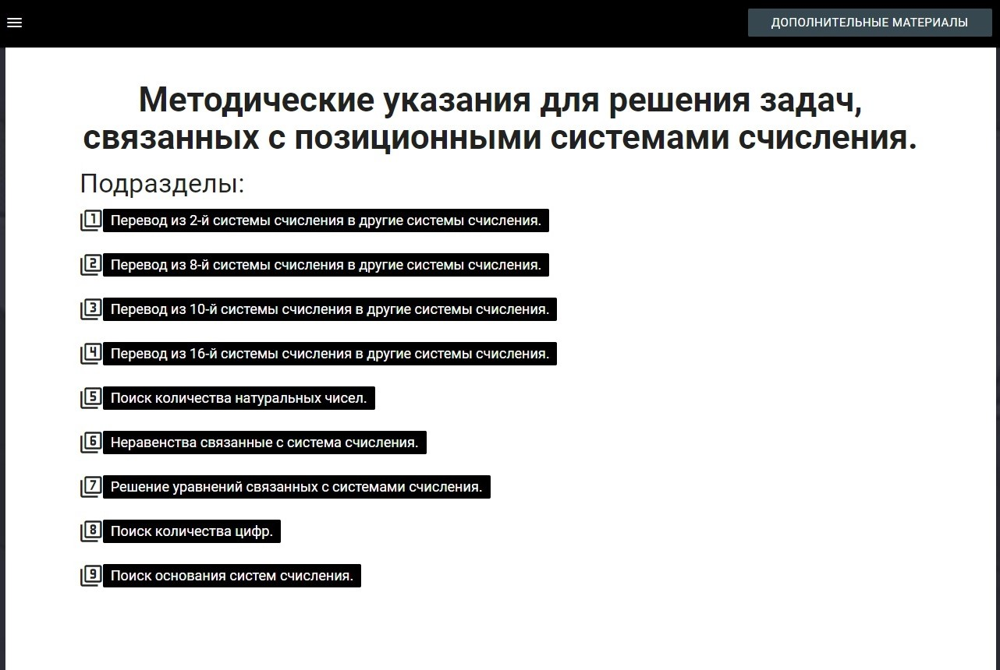 ДОПОЛНИТЕЛЬНЫЕ МАТЕРИАЛЫ
Методические указания для решения задач,
связанных с позиционными системами счисления.
Подразделы:
1 Перевод из 2-й системы счисления в другие системы счисления.
2 Перевод из 8-й системы счисления в другие системы счисления.
3 Перевод из 10-й системы счисления в другие системы счисления.
4 Перевод из 16-й системы счисления в другие системы счисления.
5 Поиск количества натуральных чисел.
6 Неравенства связанные с система счисления.
7 Решение уравнений связанных с системами счисления.
8 Поиск количества цифр.
9 Поиск основания систем счисления.